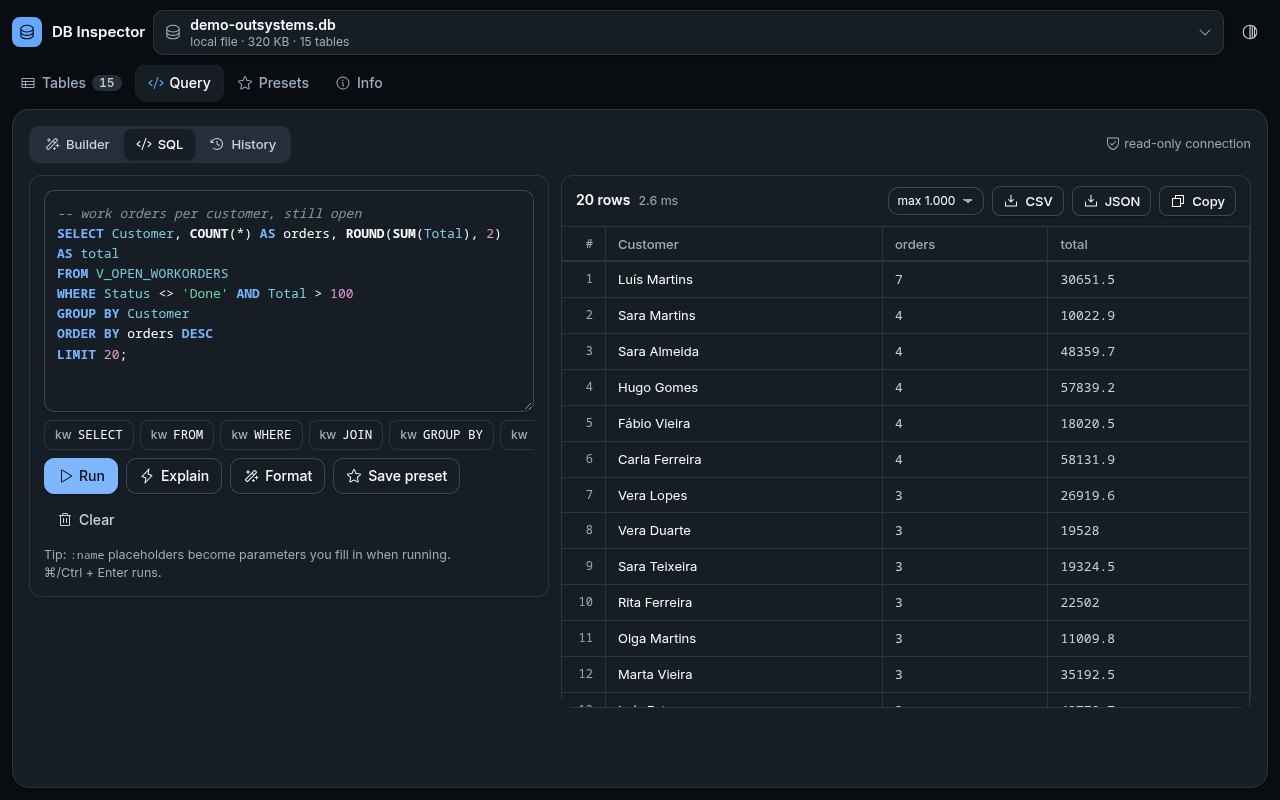 DB Inspector
demo-outsystems.db
local file · 320 KB · 15 tables
Tables 15
Query
Presets
Info
Builder
SQL
History
read-only connection
-- work orders per customer, still open
SELECT Customer, COUNT(*) AS orders, ROUND(SUM(Total), 2)
AS total
FROM V_OPEN_WORKORDERS
WHERE Status <> 'Done' AND Total > 100
GROUP BY Customer
ORDER BY orders DESC
LIMIT 20;
kw SELECT kw FROM kw WHERE kw JOIN kw GROUP BY kw
Run
Explain
Format
Save preset
Clear
Tip: :name placeholders become parameters you fill in when running.
⌘/Ctrl + Enter runs.
20 rows 2.6 ms
max 1.000
CSV
JSON
Copy
# Customer orders total
1 Luís Martins 7 30651.5
2 Sara Martins 4 10022.9
3 Sara Almeida 4 48359.7
4 Hugo Gomes 4 57839.2
5 Fábio Vieira 4 18020.5
6 Carla Ferreira 4 58131.9
7 Vera Lopes 3 26919.6
8 Vera Duarte 3 19528
9 Sara Teixeira 3 19324.5
10 Rita Ferreira 3 22502
11 Olga Martins 3 11009.8
12 Marta Vieira 3 35192.5